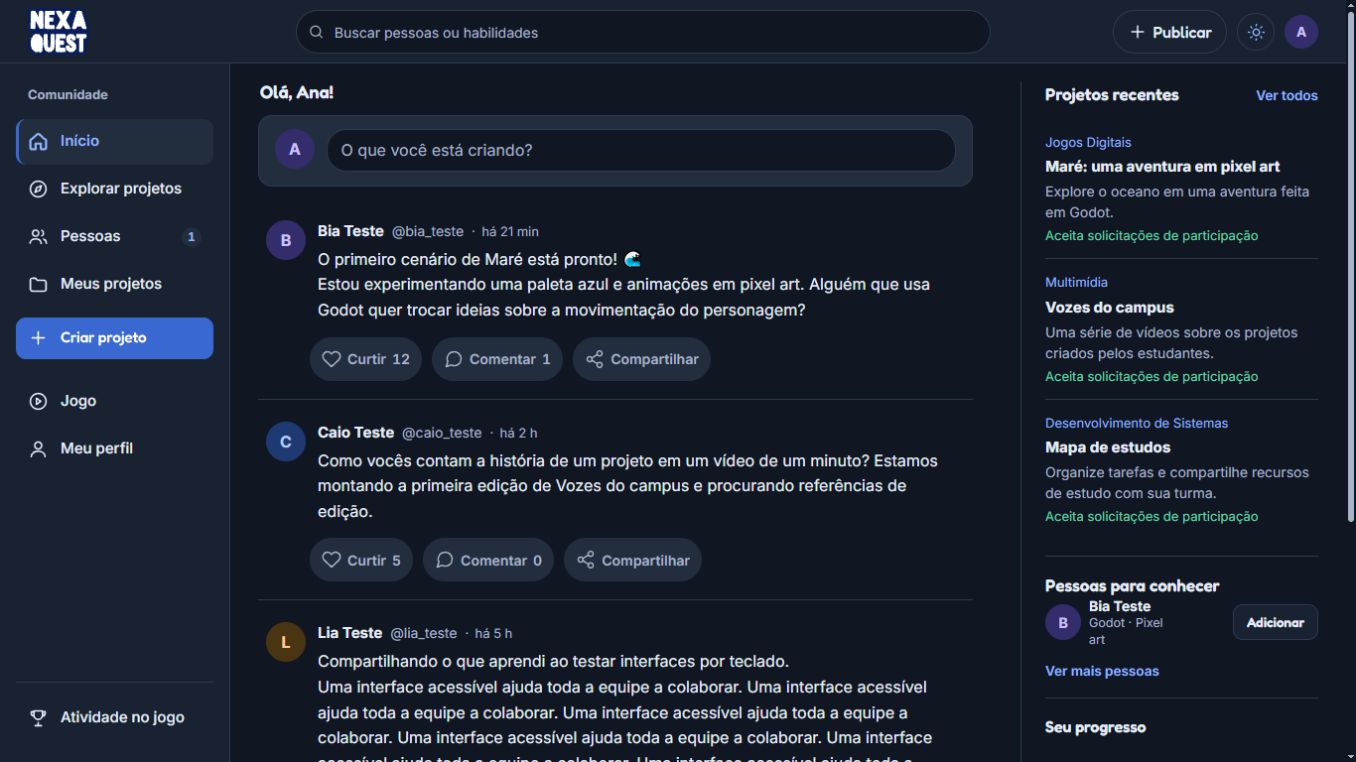 NEXA
QUEST
Buscar pessoas ou habilidades
+ Publicar
A
Comunidade
Início
Explorar projetos
Pessoas 1
Meus projetos
+ Criar projeto
Jogo
Meu perfil
Atividade no jogo
Olá, Ana!
A
O que você está criando?
B
Bia Teste @bia_teste · há 21 min
O primeiro cenário de Maré está pronto! 🌊
Estou experimentando uma paleta azul e animações em pixel art. Alguém que usa
Godot quer trocar ideias sobre a movimentação do personagem?
Curtir 12 Comentar 1 Compartilhar
C
Caio Teste @caio_teste · há 2 h
Como vocês contam a história de um projeto em um vídeo de um minuto? Estamos
montando a primeira edição de Vozes do campus e procurando referências de
edição.
Curtir 5 Comentar 0 Compartilhar
L
Lia Teste @lia_teste · há 5 h
Compartilhando o que aprendi ao testar interfaces por teclado.
Uma interface acessível ajuda toda a equipe a colaborar. Uma interface acessível
ajuda toda a equipe a colaborar. Uma interface acessível ajuda toda a equipe a
colaborar. Uma interface acessível ajuda toda a equipe a colaborar. Uma interface
acessível ajuda toda a equipe a colaborar. Uma interface acessível ajuda toda a
Projetos recentes Ver todos
Jogos Digitais
Maré: uma aventura em pixel art
Explore o oceano em uma aventura feita
em Godot.
Aceita solicitações de participação
Multimídia
Vozes do campus
Uma série de vídeos sobre os projetos
criados pelos estudantes.
Aceita solicitações de participação
Desenvolvimento de Sistemas
Mapa de estudos
Organize tarefas e compartilhe recursos
de estudo com sua turma.
Aceita solicitações de participação
Pessoas para conhecer
B
Bia Teste
Godot · Pixel
art
Adicionar
Ver mais pessoas
Seu progresso